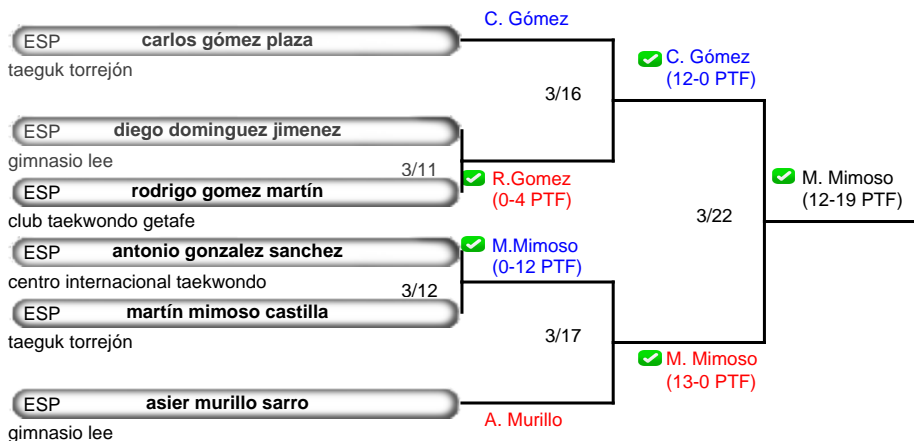 C. Gómez
ESP carlos gómez plaza
taeguk torrejón
C. Gómez
(12-0 PTF)
3/16
ESP diego dominguez jimenez
gimnasio lee
3/11
R.Gomez
(0-4 PTF)
ESP rodrigo gomez martín
club taekwondo getafe
M. Mimoso
(12-19 PTF)
3/22
ESP antonio gonzalez sanchez
centro internacional taekwondo
M.Mimoso
(0-12 PTF)
3/12
ESP martín mimoso castilla
taeguk torrejón
3/17
M. Mimoso
(13-0 PTF)
ESP asier murillo sarro
gimnasio lee
A. Murillo